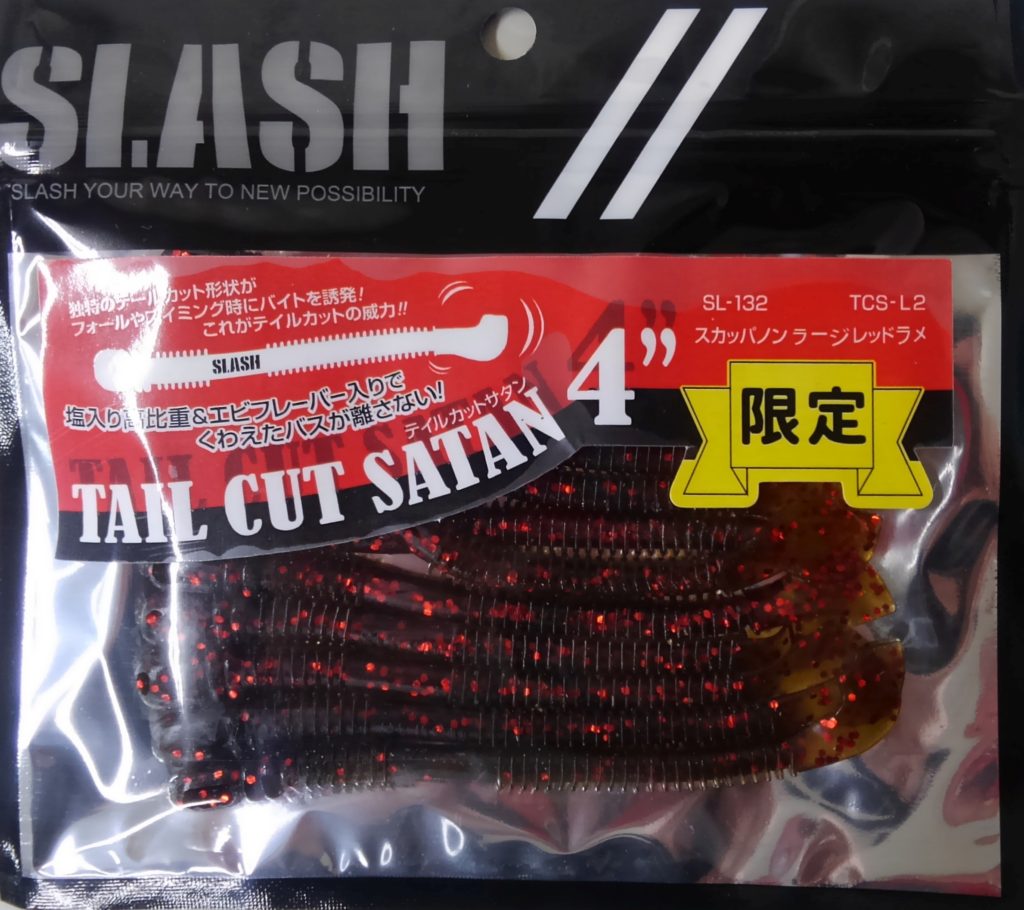 SLASH
SLASH YOUR WAY TO NEW POSSIBILITY
独特のテールカット形状が
フォールやスイミング時にバイトを誘発!
これがテイルカットの威力!!
SLASH
塩入り高比重&エビフレーバー入りで
くわえたバスが離さない!
テイルカットサタン
TAIL CUT SATAN 4”
SL-132 TCS-L2
スカッパノン ラージレッドラメ
限定